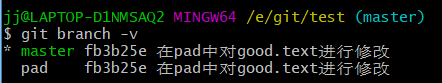 jj@LAPTOP-D1NMSAQ2 MINGW64 /e/git/test (master)
$ git branch -v
* master fb3b25e 在pad中对good.text进行修改
  pad    fb3b25e 在pad中对good.text进行修改